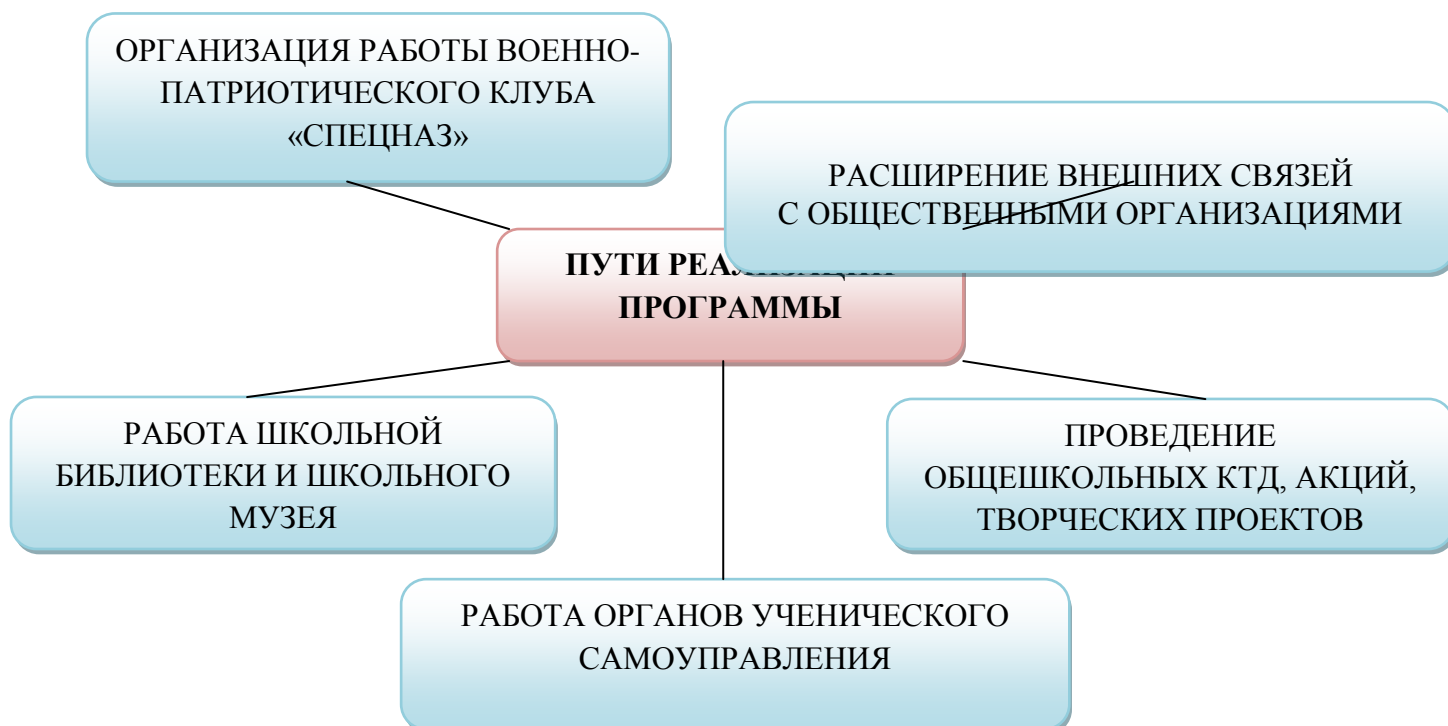 ОРГАНИЗАЦИЯ РАБОТЫ ВОЕННО-
ПАТРИОТИЧЕСКОГО КЛУБА
«СПЕЦНАЗ»
РАСШИРЕНИЕ ВНЕШНИХ СВЯЗЕЙ
С ОБЩЕСТВЕННЫМИ ОРГАНИЗАЦИЯМИ
ПУТИ РЕАЛИЗАЦИИ
ПРОГРАММЫ
РАБОТА ШКОЛЬНОЙ
БИБЛИОТЕКИ И ШКОЛЬНОГО
МУЗЕЯ
ПРОВЕДЕНИЕ
ОБЩЕШКОЛЬНЫХ КТД, АКЦИЙ,
ТВОРЧЕСКИХ ПРОЕКТОВ
РАБОТА ОРГАНОВ УЧЕНИЧЕСКОГО
САМОУПРАВЛЕНИЯ